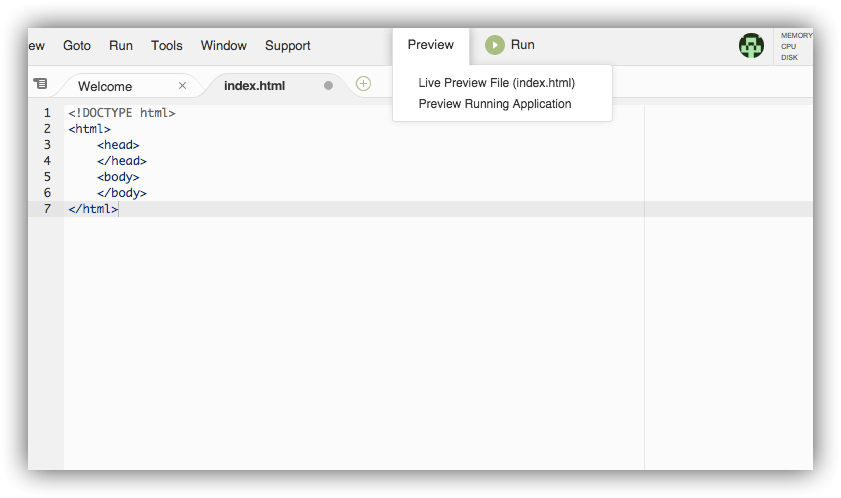 ew Goto Run Tools Window Support Preview Run MEMORY
CPU
DISK
Welcome × index.html
Live Preview File (index.html)
Preview Running Application
1 <!DOCTYPE html>
2 <html>
3     <head>
4     </head>
5     <body>
6     </body>
7 </html>